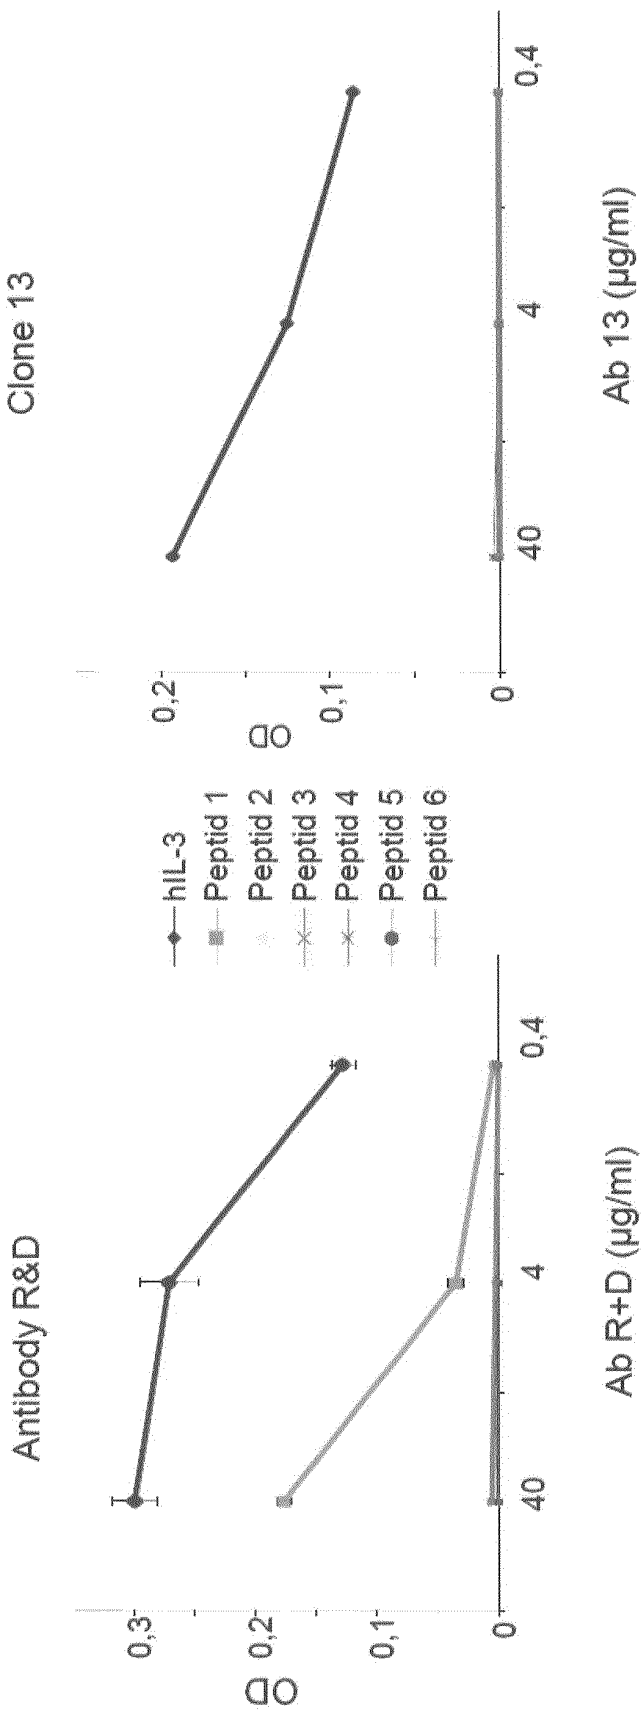 Antibody R&D
OD
0,3
0,2
0,1
0
40
4
0,4
Ab R+D (µg/ml)
hIL-3
Peptid 1
Peptid 2
Peptid 3
Peptid 4
Peptid 5
Peptid 6
Clone 13
OD
0,2
0,1
0
40
4
0,4
Ab 13 (µg/ml)